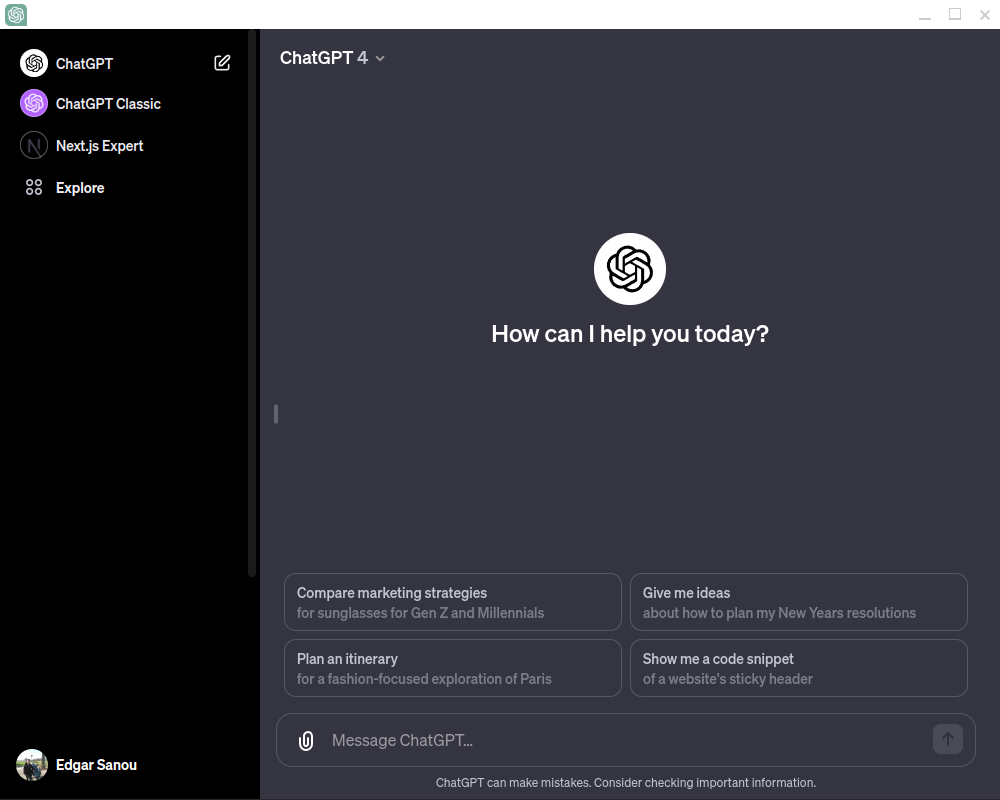 ChatGPT
ChatGPT Classic
Next.js Expert
Explore
Edgar Sanou
ChatGPT 4
How can I help you today?
Compare marketing strategies
for sunglasses for Gen Z and Millennials
Give me ideas
about how to plan my New Years resolutions
Plan an itinerary
for a fashion-focused exploration of Paris
Show me a code snippet
of a website's sticky header
Message ChatGPT...
ChatGPT can make mistakes. Consider checking important information.